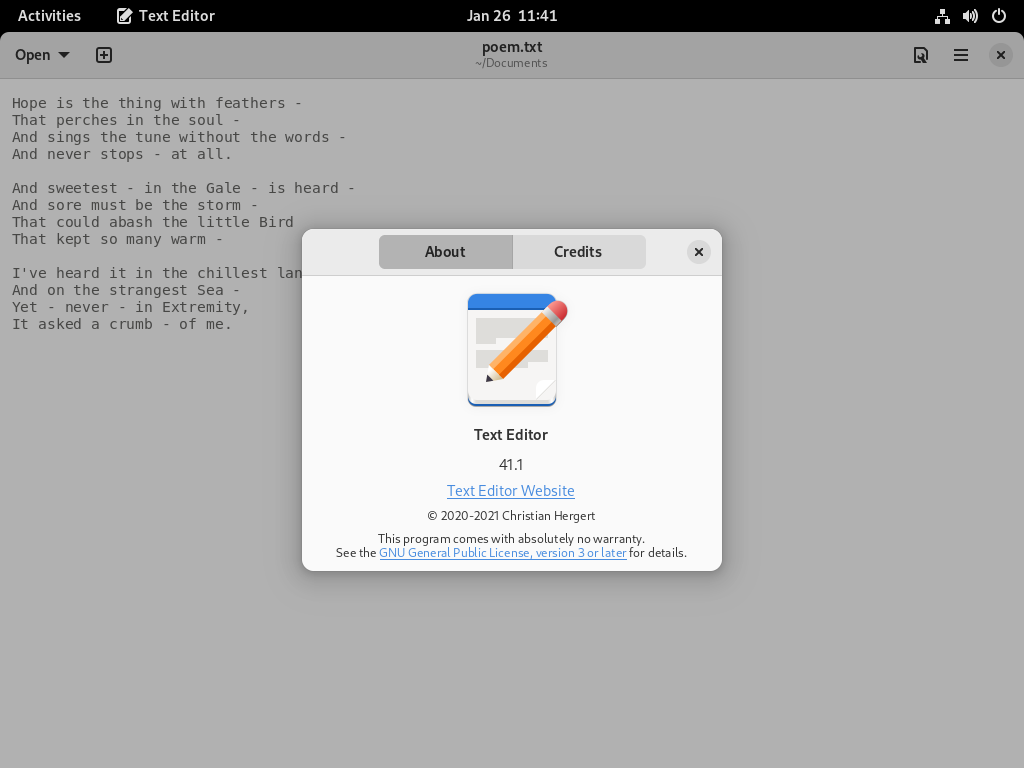 Activities Text Editor Jan 26 11:41
Open poem.txt
~/Documents
Hope is the thing with feathers -
That perches in the soul -
And sings the tune without the words -
And never stops - at all.
And sweetest - in the Gale - is heard -
And sore must be the storm -
That could abash the little Bird
That kept so many warm -
I've heard it in the chillest lan
And on the strangest Sea -
Yet - never - in Extremity,
It asked a crumb - of me.
About Credits
Text Editor
41.1
Text Editor Website
© 2020-2021 Christian Hergert
This program comes with absolutely no warranty.
See the GNU General Public License, version 3 or later for details.